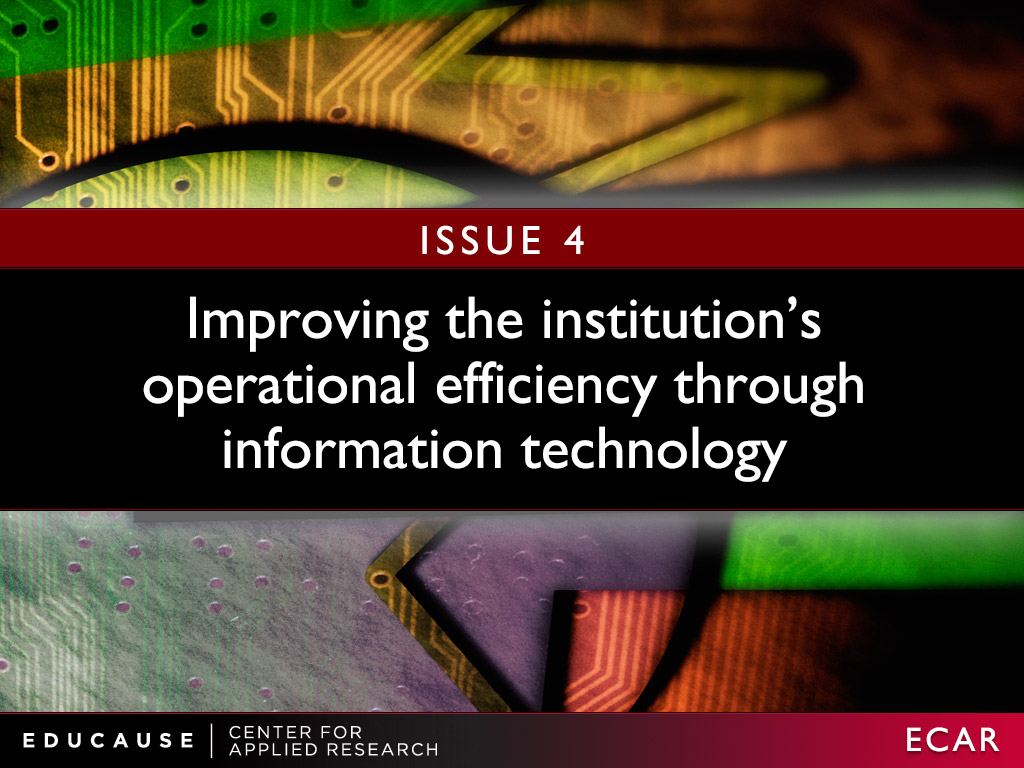 ISSUE 4
Improving the institution’s
operational efficiency through
information technology
EDUCAUSE
CENTER FOR
APPLIED RESEARCH
ECAR